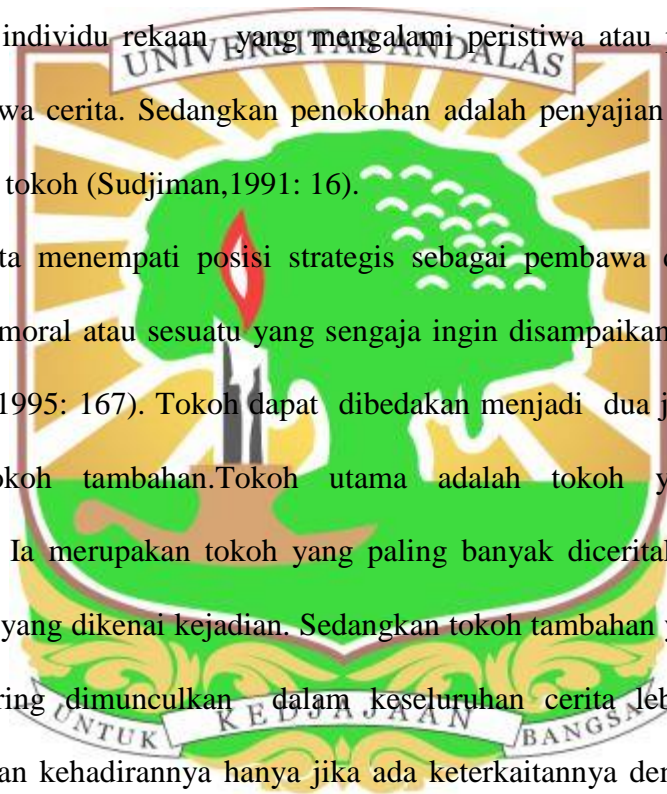 individu rekaan yang mengalami peristiwa atau
UNIVERSITAS ANDALAS
wa cerita. Sedangkan penokohan adalah penyajian
tokoh (Sudjiman,1991: 16).
ta menempati posisi strategis sebagai pembawa
moral atau sesuatu yang sengaja ingin disampaikan
1995: 167). Tokoh dapat dibedakan menjadi dua j
okoh tambahan.Tokoh utama adalah tokoh y
Ia merupakan tokoh yang paling banyak diceritak
yang dikenai kejadian. Sedangkan tokoh tambahan y
ring dimunculkan dalam keseluruhan cerita leb
UNTUK KEDJAJAAN BANGSA
an kehadirannya hanya jika ada keterkaitannya den